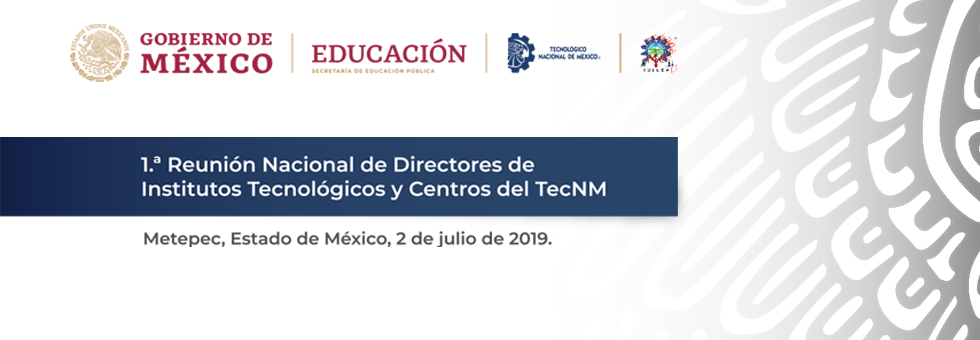 GOBIERNO DE
MÉXICO
EDUCACIÓN
SECRETARÍA DE EDUCACIÓN PÚBLICA
TECNOLÓGICO
NACIONAL DE MÉXICO
1.ª Reunión Nacional de Directores de
Institutos Tecnológicos y Centros del TecNM
Metepec, Estado de México, 2 de julio de 2019.